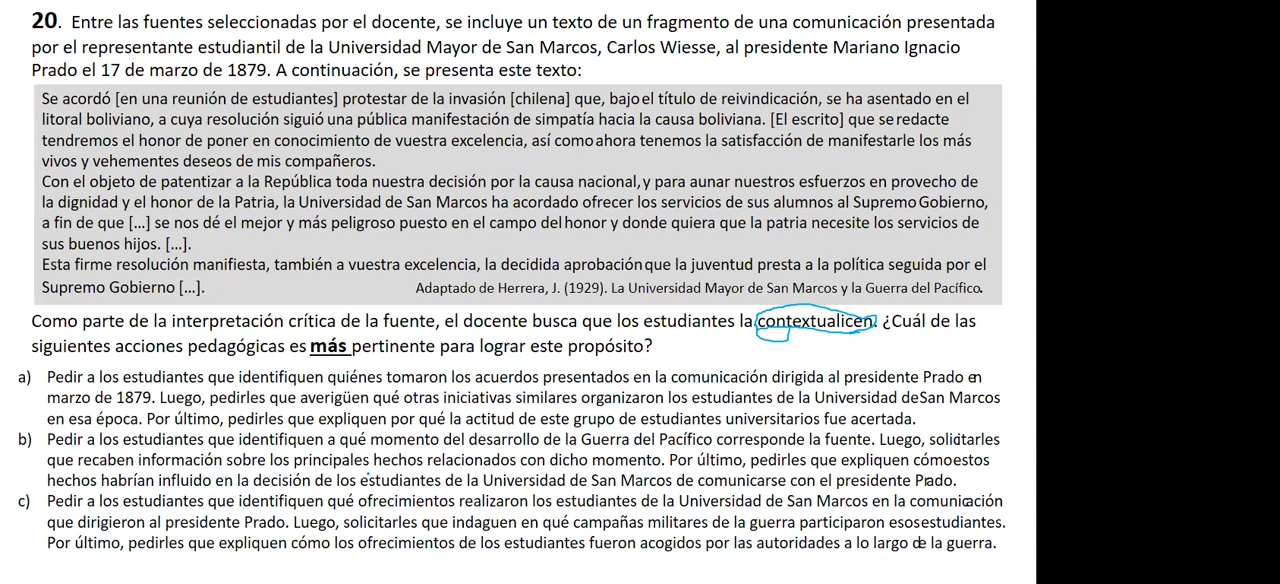 20. Entre las fuentes seleccionadas por el docente, se incluye un texto de un fragmento de una comunicación presentada
por el representante estudiantil de la Universidad Mayor de San Marcos, Carlos Wiesse, al presidente Mariano Ignacio
Prado el 17 de marzo de 1879. A continuación, se presenta este texto:
Se acordó [en una reunión de estudiantes] protestar de la invasión [chilena] que, bajo el título de reivindicación, se ha asentado en el
litoral boliviano, a cuya resolución siguió una pública manifestación de simpatía hacia la causa boliviana. [El escrito] que se redacte
tendremos el honor de poner en conocimiento de vuestra excelencia, así como ahora tenemos la satisfacción de manifestarle los más
vivos y vehementes deseos de mis compañeros.
Con el objeto de patentizar a la República toda nuestra decisión por la causa nacional, y para aunar nuestros esfuerzos en provecho de
la dignidad y el honor de la Patria, la Universidad de San Marcos ha acordado ofrecer los servicios de sus alumnos al Supremo Gobierno,
a fin de que [...] se nos dé el mejor y más peligroso puesto en el campo del honor y donde quiera que la patria necesite los servicios de
sus buenos hijos. [...].
Esta firme resolución manifiesta, también a vuestra excelencia, la decidida aprobación que la juventud presta a la política seguida por el
Supremo Gobierno [...]. Adaptado de Herrera, J. (1929). La Universidad Mayor de San Marcos y la Guerra del Pacífico.
Como parte de la interpretación crítica de la fuente, el docente busca que los estudiantes la contextualicen. ¿Cuál de las
siguientes acciones pedagógicas es más pertinente para lograr este propósito?
a) Pedir a los estudiantes que identifiquen quiénes tomaron los acuerdos presentados en la comunicación dirigida al presidente Prado en
marzo de 1879. Luego, pedirles que averigüen qué otras iniciativas similares organizaron los estudiantes de la Universidad de San Marcos
en esa época. Por último, pedirles que expliquen por qué la actitud de este grupo de estudiantes universitarios fue acertada.
b) Pedir a los estudiantes que identifiquen a qué momento del desarrollo de la Guerra del Pacífico corresponde la fuente. Luego, solicitarles
que recaben información sobre los principales hechos relacionados con dicho momento. Por último, pedirles que expliquen cómo estos
hechos habrían influido en la decisión de los estudiantes de la Universidad de San Marcos de comunicarse con el presidente Prado.
c) Pedir a los estudiantes que identifiquen qué ofrecimientos realizaron los estudiantes de la Universidad de San Marcos en la comunicación
que dirigieron al presidente Prado. Luego, solicitarles que indaguen en qué campañas militares de la guerra participaron esos estudiantes.
Por último, pedirles que expliquen cómo los ofrecimientos de los estudiantes fueron acogidos por las autoridades a lo largo de la guerra.